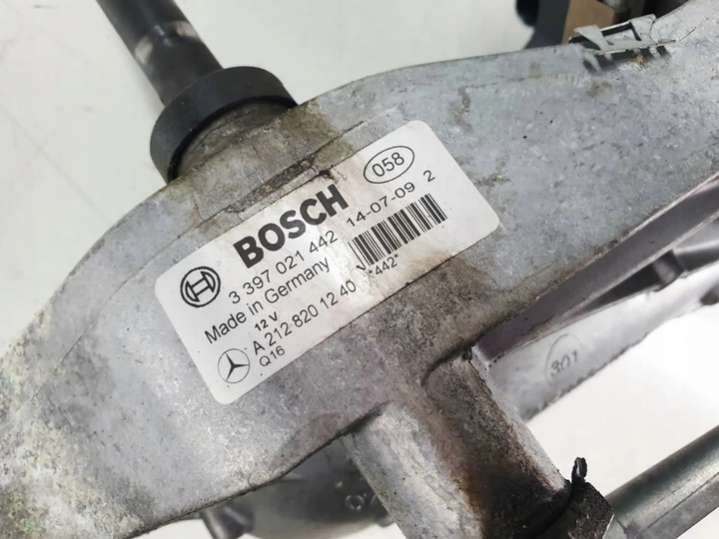 058
BOSCH
3 397 021 442 14-07-09 2
Made in Germany
*442*
12 V
A 212 820 12 40
Q16
301